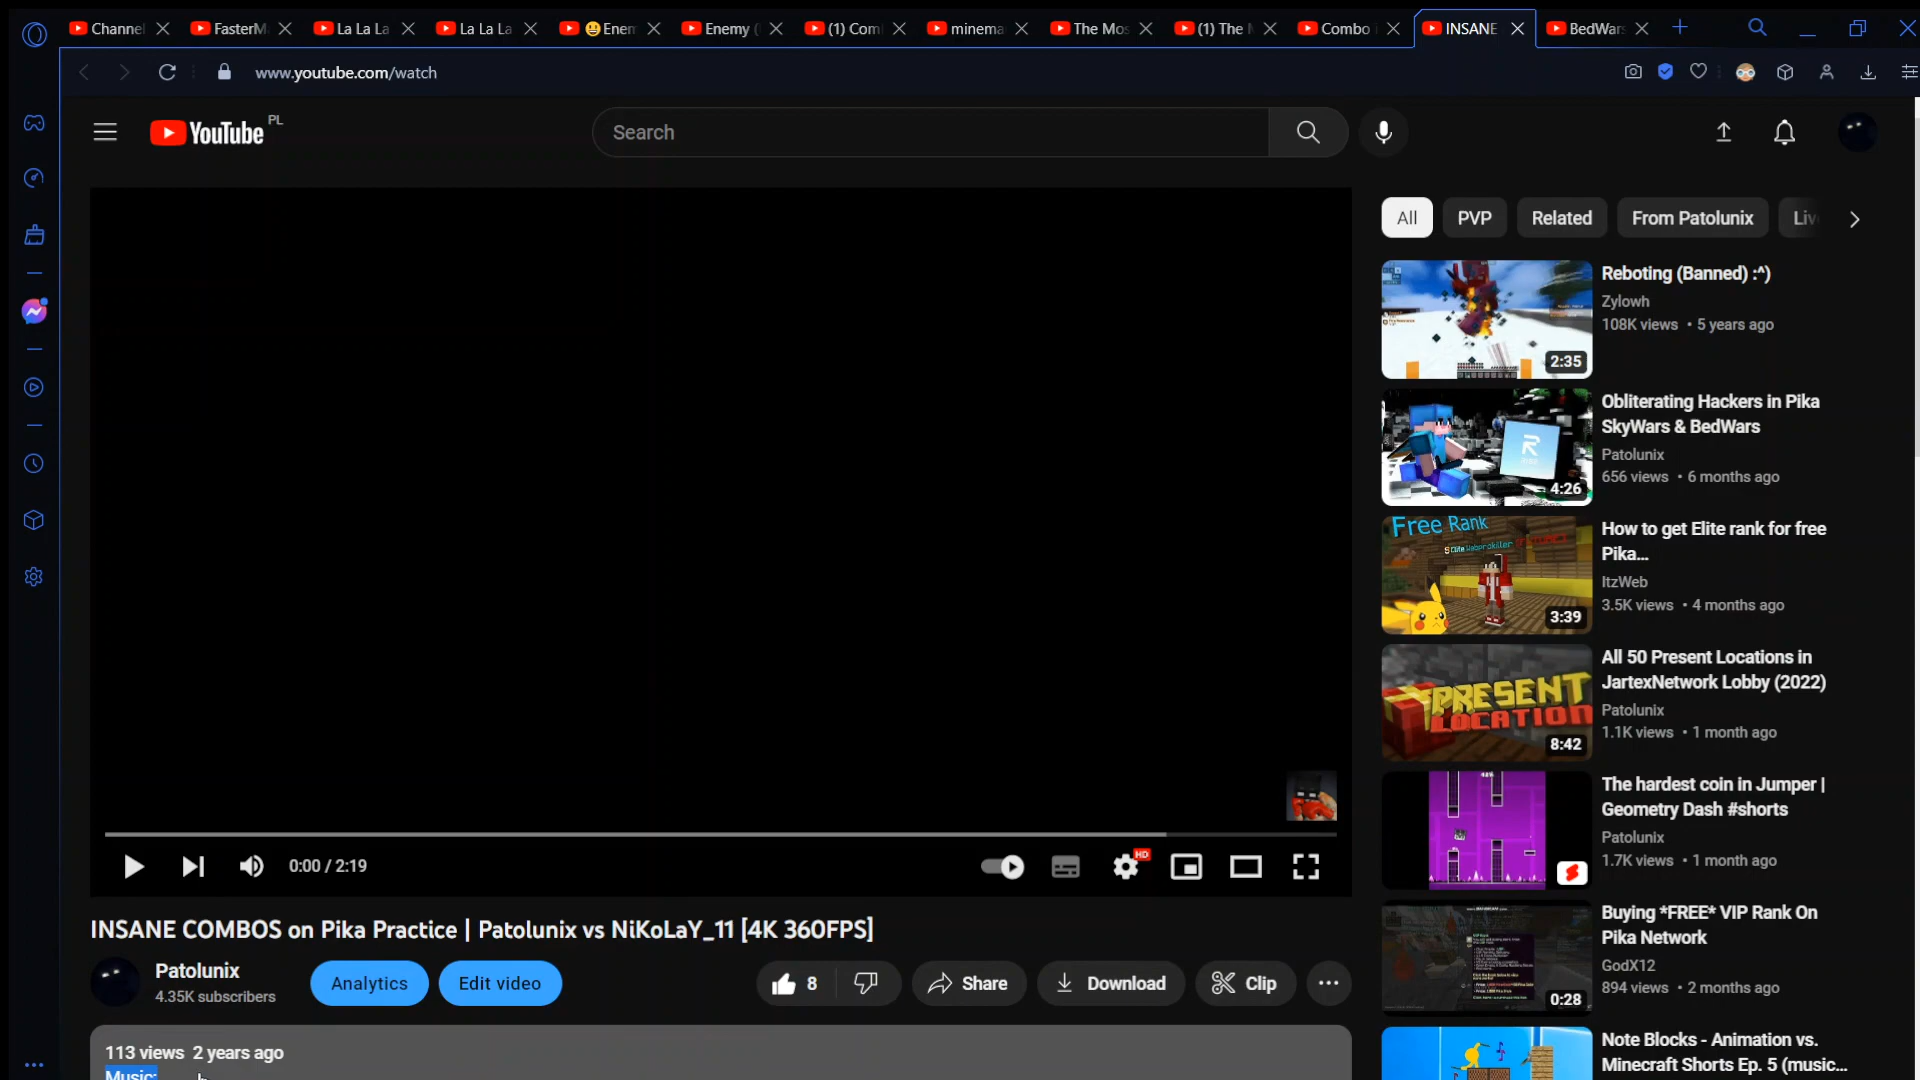 Channel
FasterM
La La La
La La La
😀Enem
Enemy (
(1) Com
minema
The Mos
(1) The M
Combo T
INSANE
BedWars
www.youtube.com/watch
YouTube PL
Search
All
PVP
Related
From Patolunix
Liv
Reboting (Banned) :^)
Zylowh
108K views • 5 years ago
2:35
Obliterating Hackers in Pika
SkyWars & BedWars
Patolunix
656 views • 6 months ago
4:26
Free Rank
How to get Elite rank for free
Pika...
ItzWeb
3.5K views • 4 months ago
3:39
All 50 Present Locations in
JartexNetwork Lobby (2022)
Patolunix
1.1K views • 1 month ago
PRESENT
LOCATION
8:42
The hardest coin in Jumper |
Geometry Dash #shorts
Patolunix
1.7K views • 1 month ago
Buying *FREE* VIP Rank On
Pika Network
GodX12
894 views • 2 months ago
0:28
Note Blocks - Animation vs.
Minecraft Shorts Ep. 5 (music...
0:00 / 2:19
HD
INSANE COMBOS on Pika Practice | Patolunix vs NiKoLaY_11 [4K 360FPS]
Patolunix
4.35K subscribers
Analytics
Edit video
8
Share
Download
Clip
113 views 2 years ago
Music: